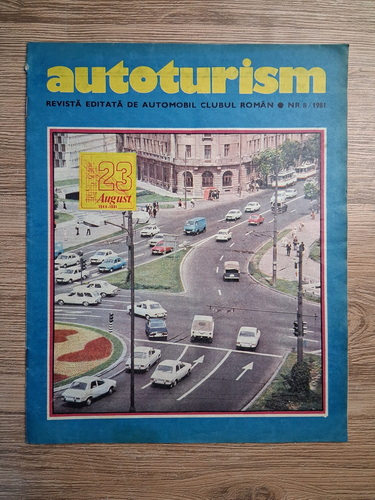 autoturism
REVISTĂ EDITATĂ DE AUTOMOBIL CLUBUL ROMÂN ● NR 8 / 1981
23
August